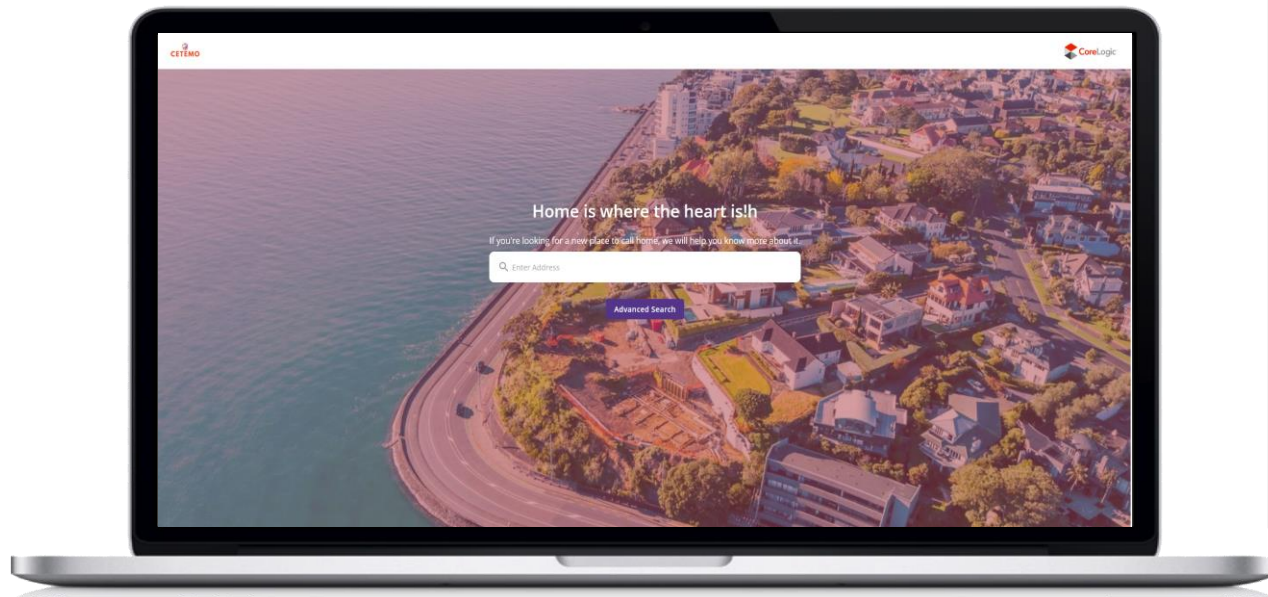 CETEMO
CoreLogic
Home is where the heart is!h
If you're looking for a new place to call home, we will help you know more about it.
Enter Address
Advanced Search